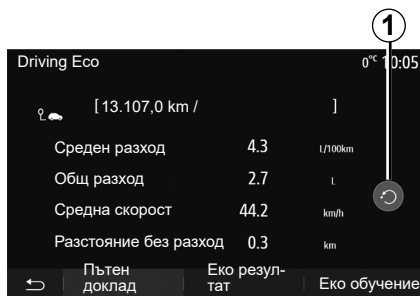 1
Driving Eco 0°C 10:05
[ 13.107,0 km / ]
Среден разход 4.3 L/100km
Общ разход 2.7 L
Средна скорост 44.2 km/h
Разстояние без разход 0.3 km
Пътен доклад
Еко резул-
тат
Еко обучение